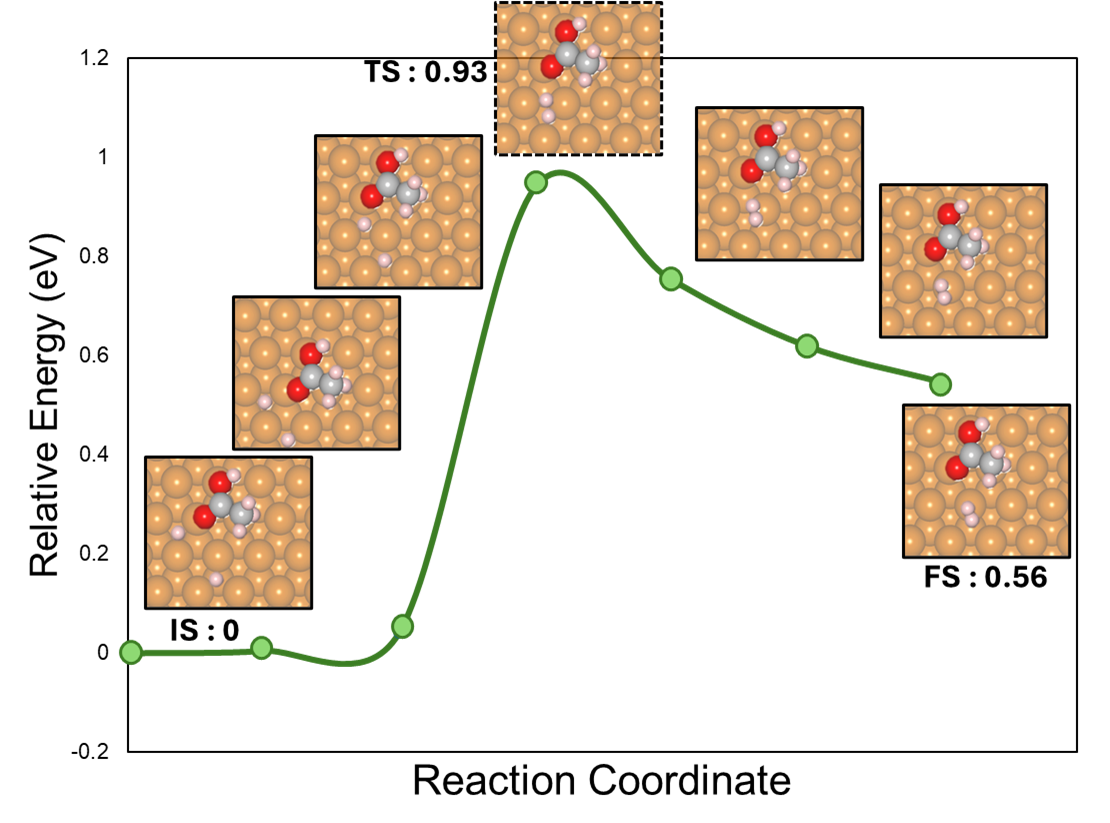 TS : 0.93
1.2
1
0.8
0.6
0.4
0.2
0
-0.2
Relative Energy (eV)
IS : 0
FS : 0.56
Reaction Coordinate